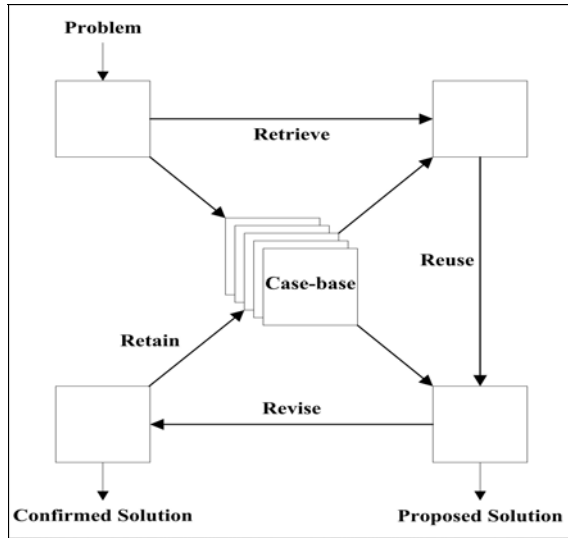 Problem
Retrieve
Case-base
Reuse
Retain
Revise
Confirmed Solution
Proposed Solution